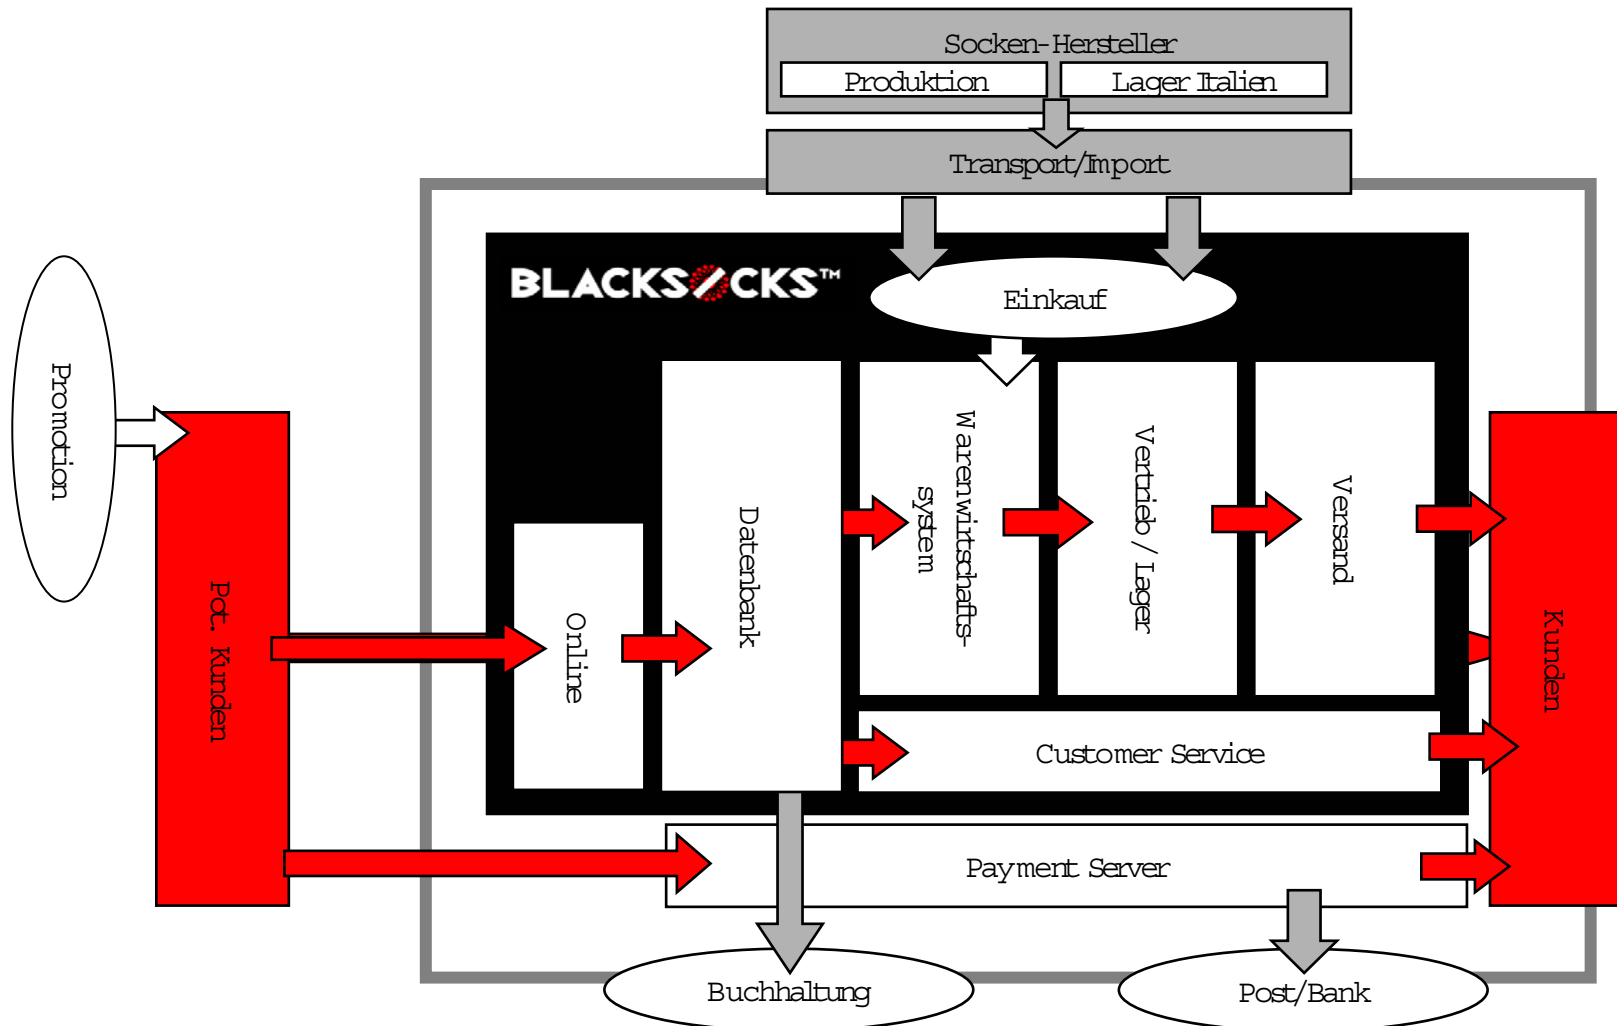 Socken-Hersteller
Produktion
Lager Italien
Transport/Import
BLACKSOCKS™
Einkauf
Promotion
Pot. Kunden
Online
Datenbank
Warenwirtschafts-
system
Vertrieb / Lager
Versand
Kunden
Customer Service
Payment Server
Buchhaltung
Post/Bank